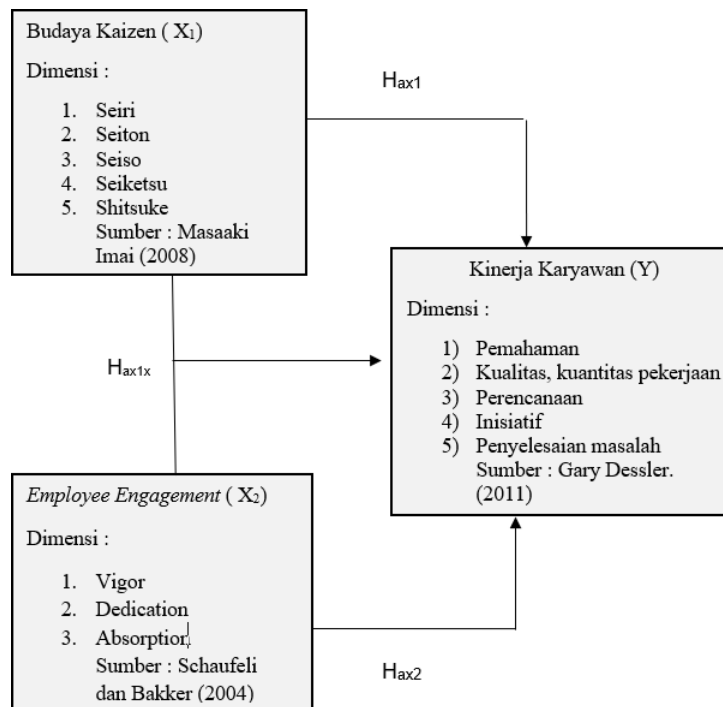 Budaya Kaizen ( X₁)
Dimensi :
1. Seiri
2. Seiton
3. Seiso
4. Seiketsu
5. Shitsuke
Sumber : Masaaki
Imai (2008)
Hax1
Kinerja Karyawan (Y)
Dimensi :
1) Pemahaman
2) Kualitas, kuantitas pekerjaan
3) Perencanaan
4) Inisiatif
5) Penyelesaian masalah
Sumber : Gary Dessler.
(2011)
Hax1x
Employee Engagement ( X₂)
Dimensi :
1. Vigor
2. Dedication
3. Absorption
Sumber : Schaufeli
dan Bakker (2004)
Hax2